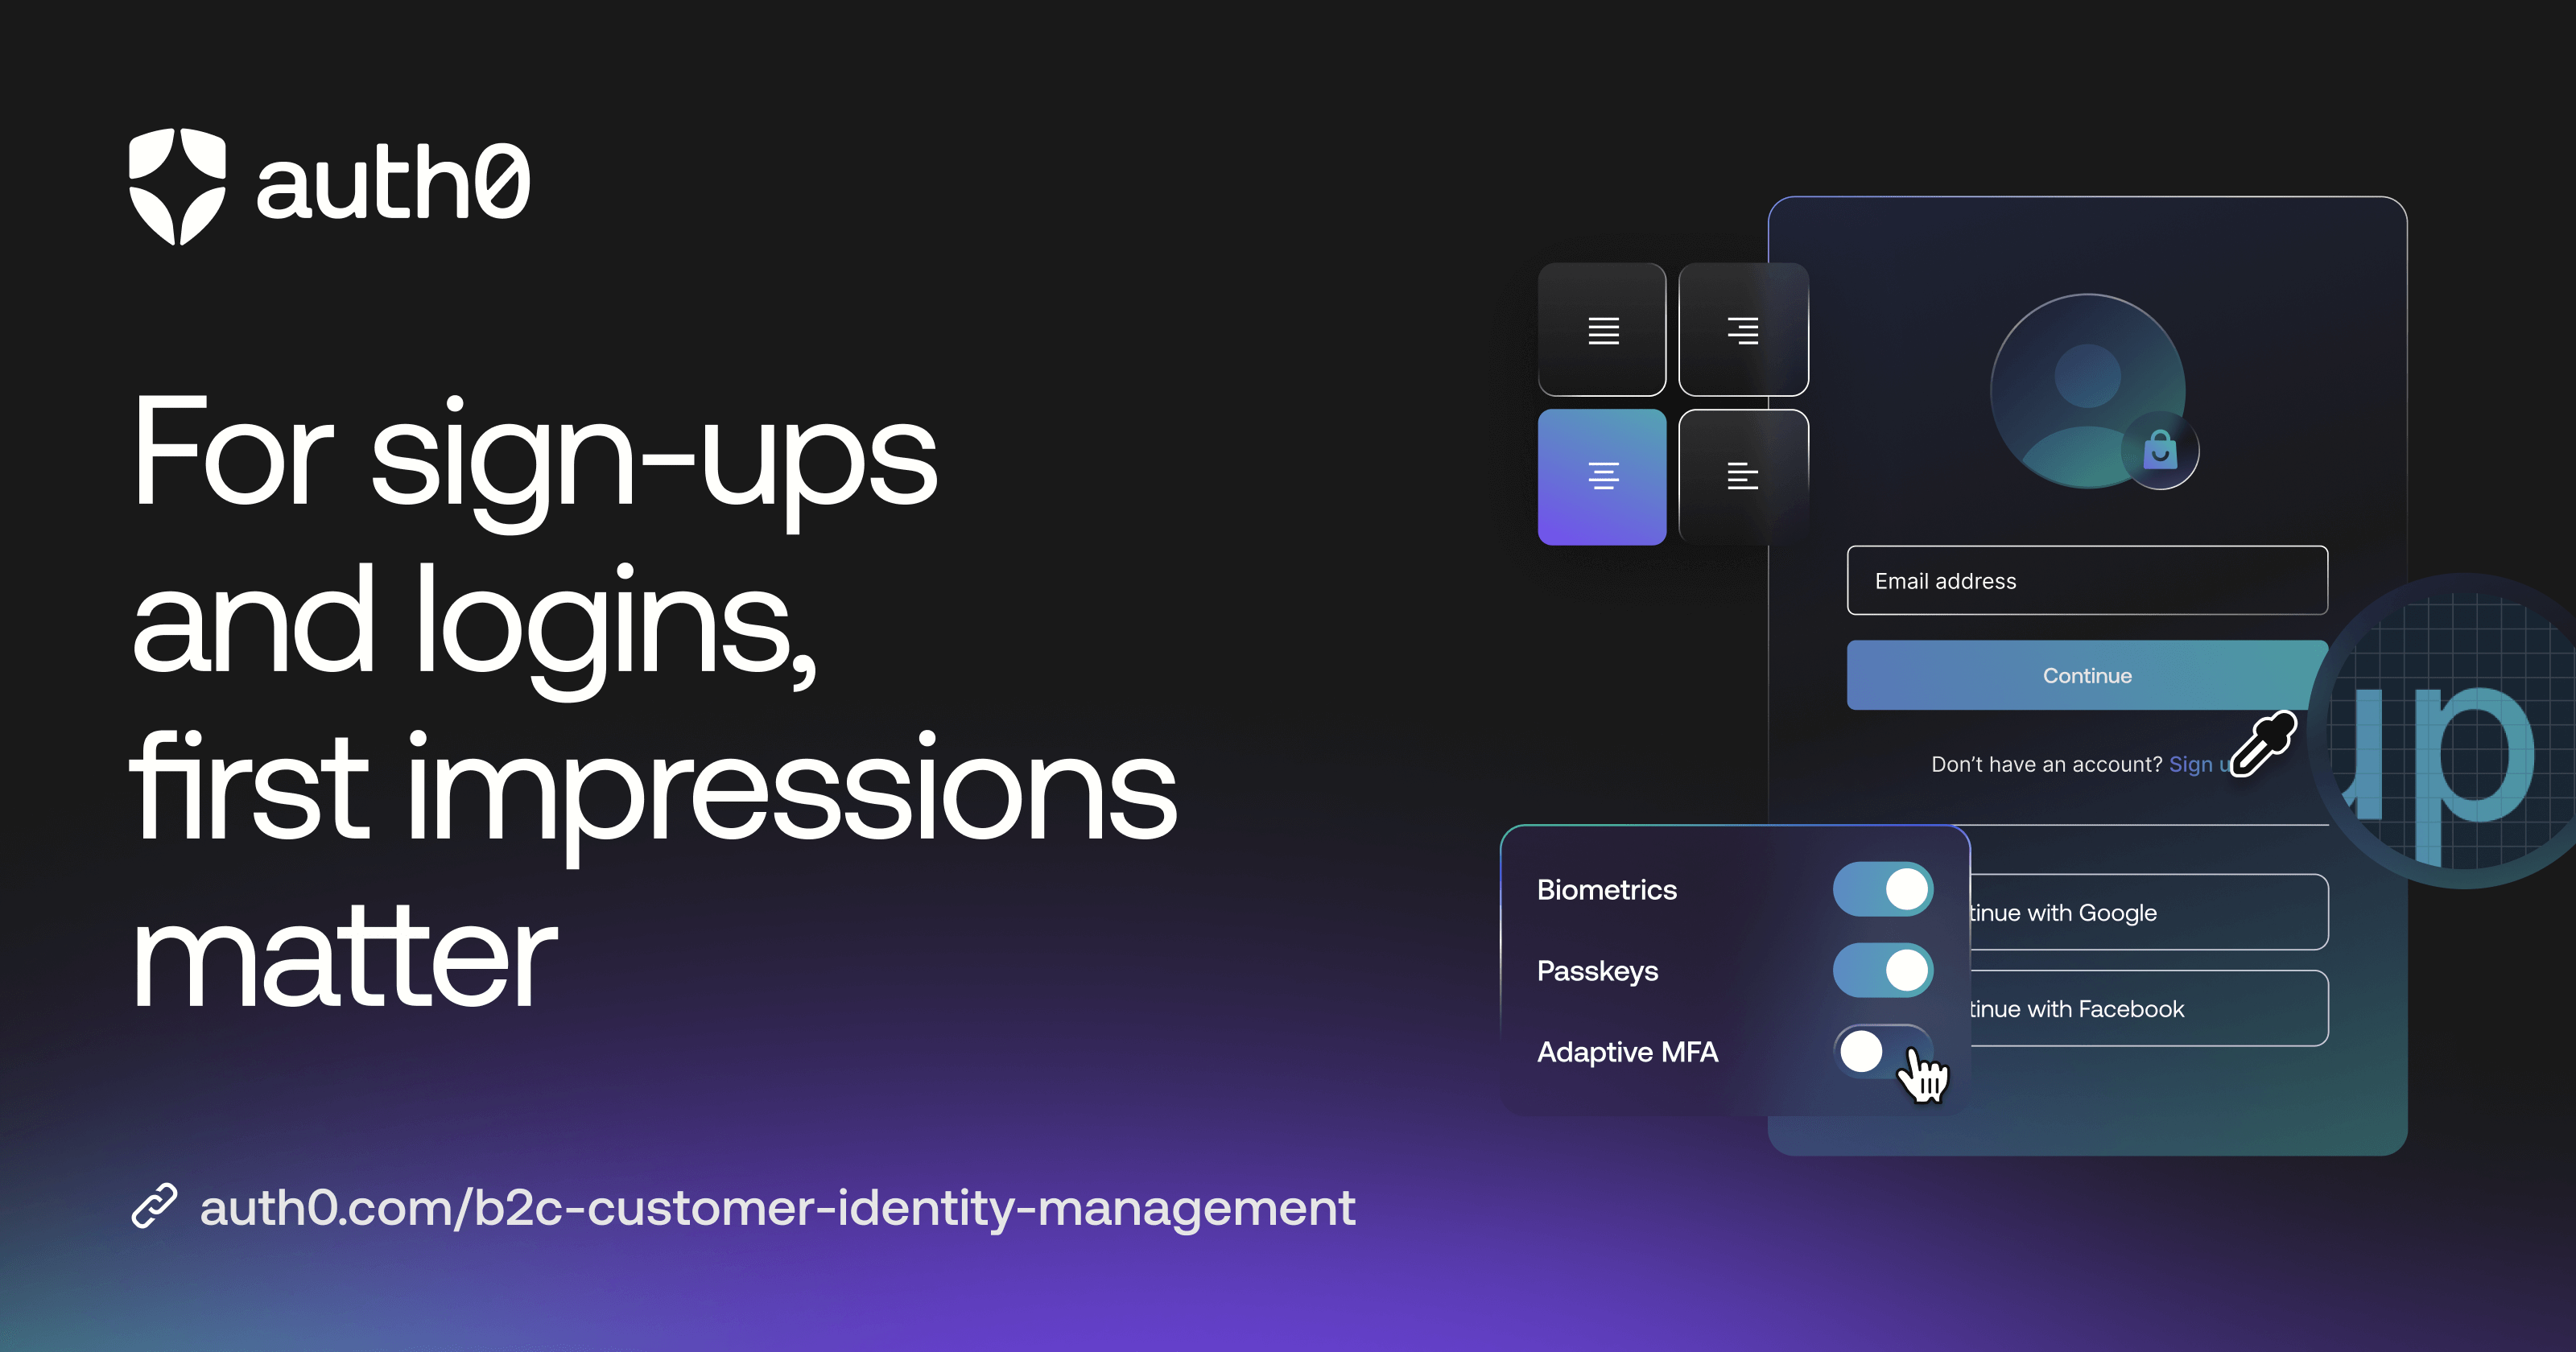 auth0
For sign-ups
and logins,
first impressions
matter
auth0.com/b2c-customer-identity-management
Email address
Continue
Don’t have an account? Sign u
up
Biometrics
Passkeys
Adaptive MFA
tinue with Google
tinue with Facebook